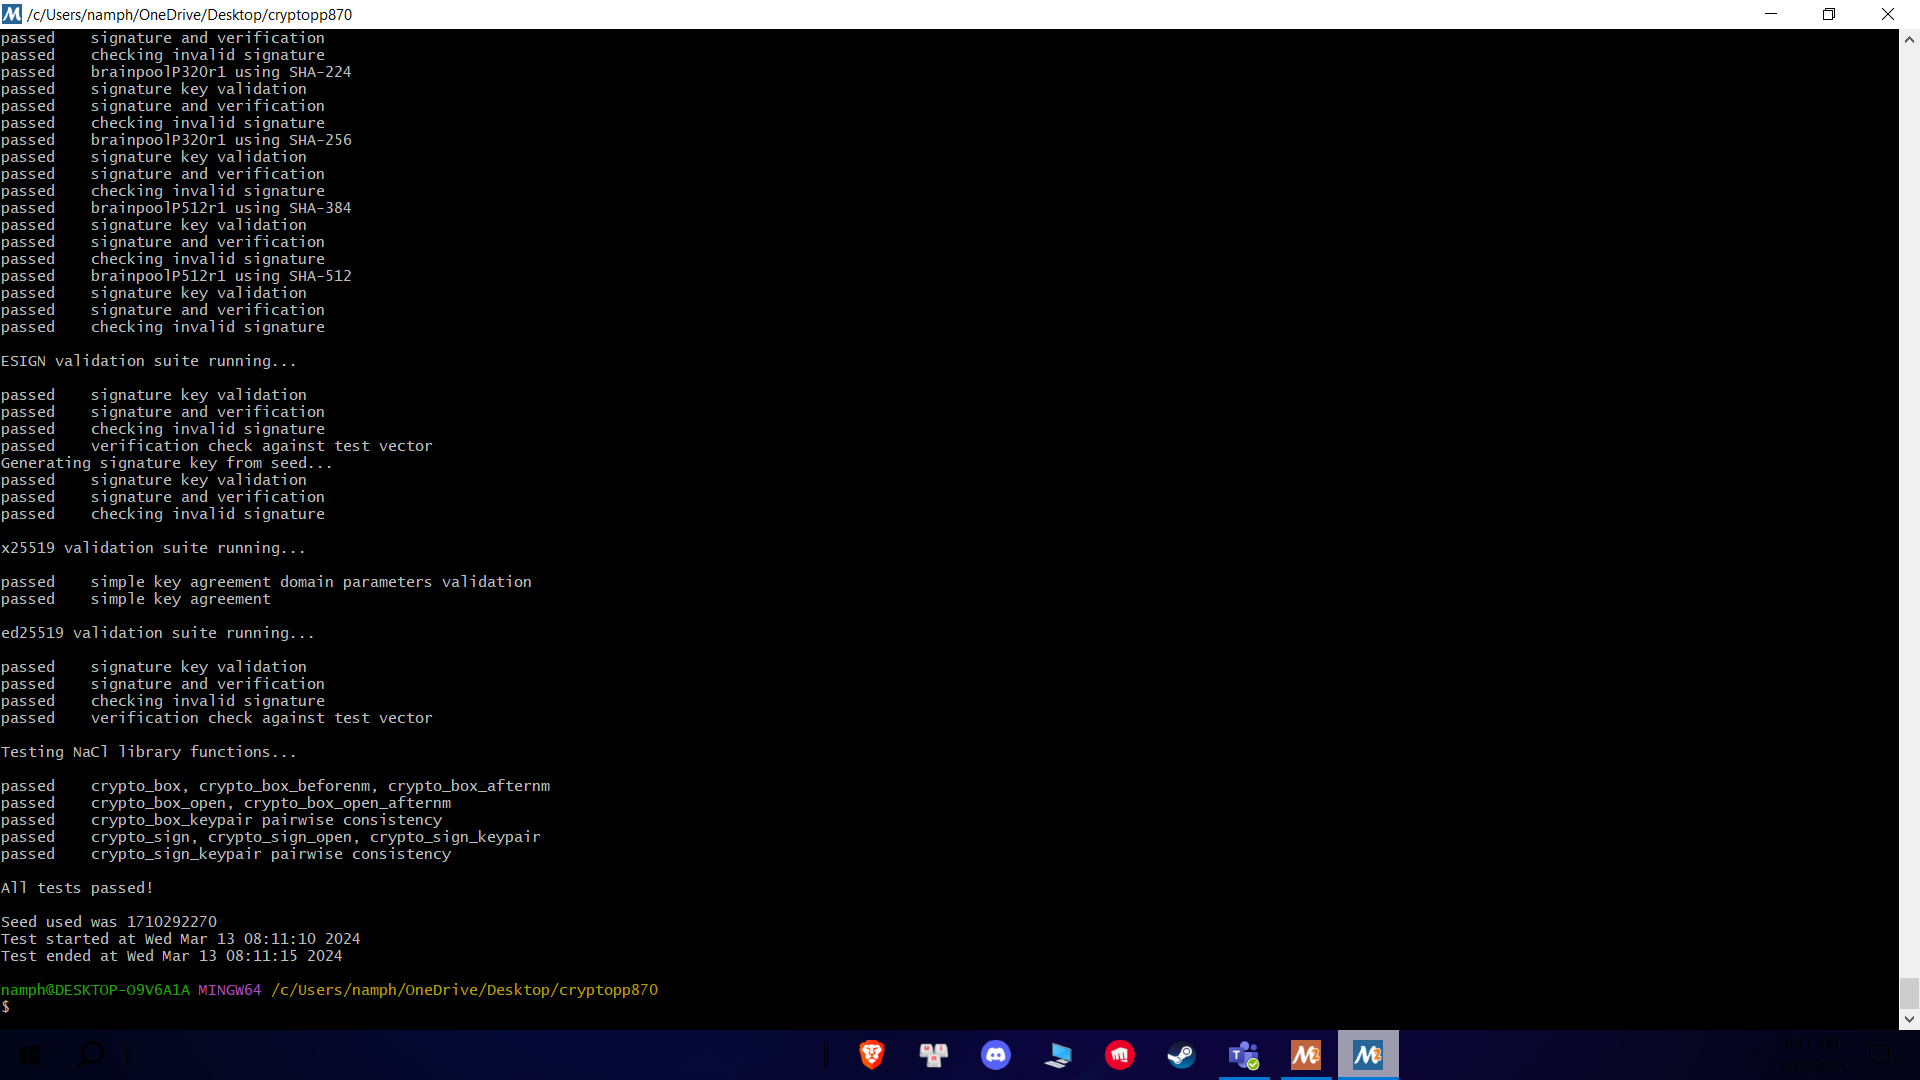 /c/Users/namph/OneDrive/Desktop/cryptopp870
passed    signature and verification
passed    checking invalid signature
passed    brainpoolP320r1 using SHA-224
passed    signature key validation
passed    signature and verification
passed    checking invalid signature
passed    brainpoolP320r1 using SHA-256
passed    signature key validation
passed    signature and verification
passed    checking invalid signature
passed    brainpoolP512r1 using SHA-384
passed    signature key validation
passed    signature and verification
passed    checking invalid signature
passed    brainpoolP512r1 using SHA-512
passed    signature key validation
passed    signature and verification
passed    checking invalid signature
ESIGN validation suite running...
passed    signature key validation
passed    signature and verification
passed    checking invalid signature
passed    verification check against test vector
Generating signature key from seed...
passed    signature key validation
passed    signature and verification
passed    checking invalid signature
x25519 validation suite running...
passed    simple key agreement domain parameters validation
passed    simple key agreement
ed25519 validation suite running...
passed    signature key validation
passed    signature and verification
passed    checking invalid signature
passed    verification check against test vector
Testing NaCl library functions...
passed    crypto_box, crypto_box_beforenm, crypto_box_afternm
passed    crypto_box_open, crypto_box_open_afternm
passed    crypto_box_keypair pairwise consistency
passed    crypto_sign, crypto_sign_open, crypto_sign_keypair
passed    crypto_sign_keypair pairwise consistency
All tests passed!
Seed used was 1710292270
Test started at Wed Mar 13 08:11:10 2024
Test ended at Wed Mar 13 08:11:15 2024
namph@DESKTOP-O9V6A1A MINGW64 /c/Users/namph/OneDrive/Desktop/cryptopp870
$
8:11 AM
3/13/2024